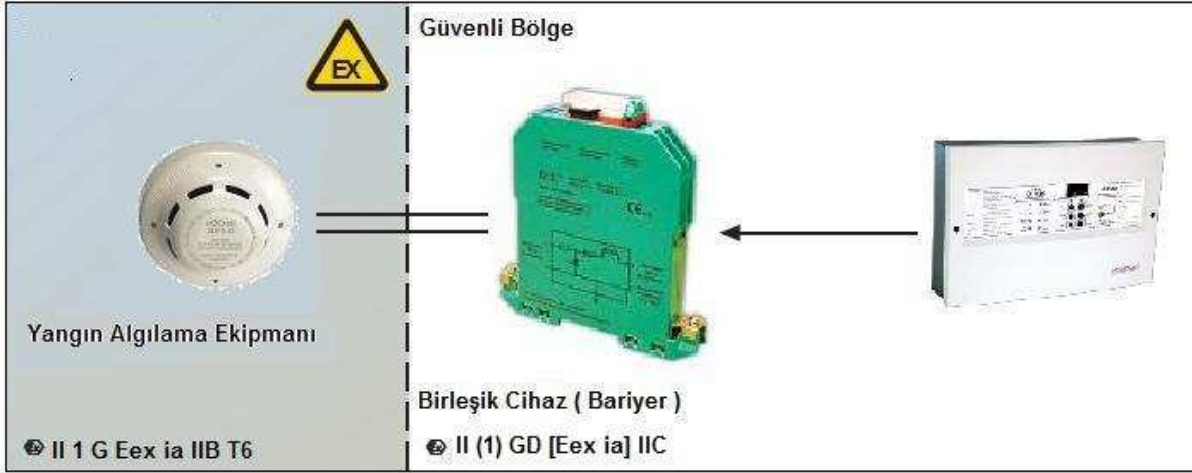 EX
Güvenli Bölge
CE
Yangın Algılama Ekipmanı
Birleşik Cihaz ( Bariyer )
II 1 G Eex ia IIB T6
II (1) GD [Eex ia] IIC